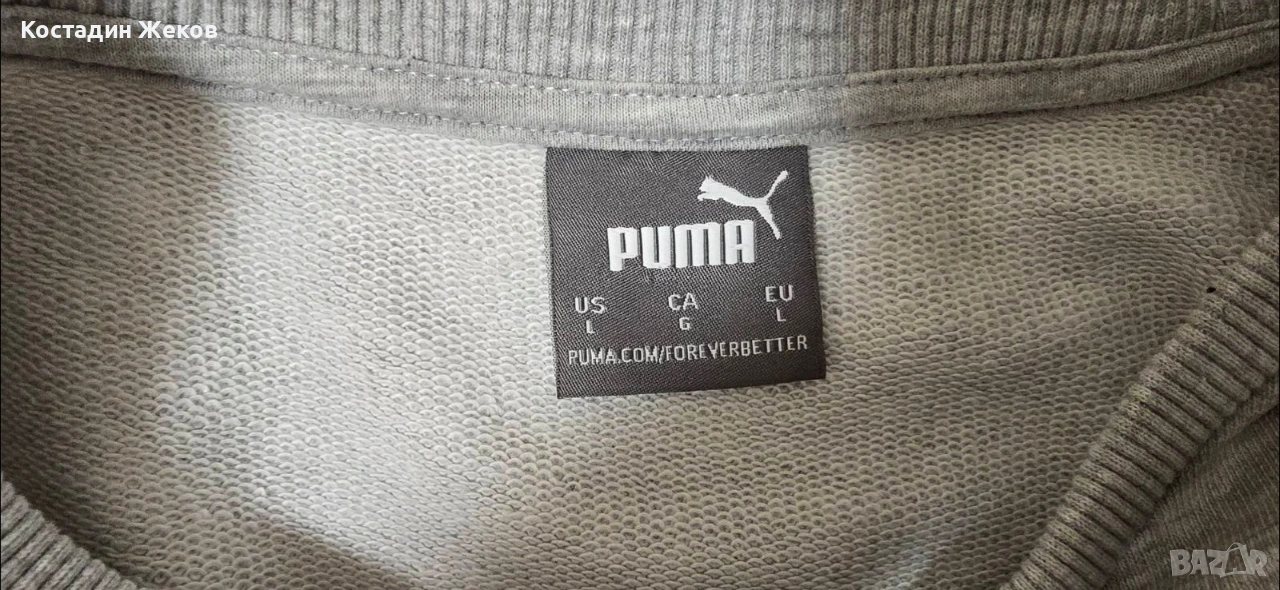 Костадин Жеков
PUMA
US CA EU
L G L
PUMA.COM/FOREVERBETTER
BAZAR